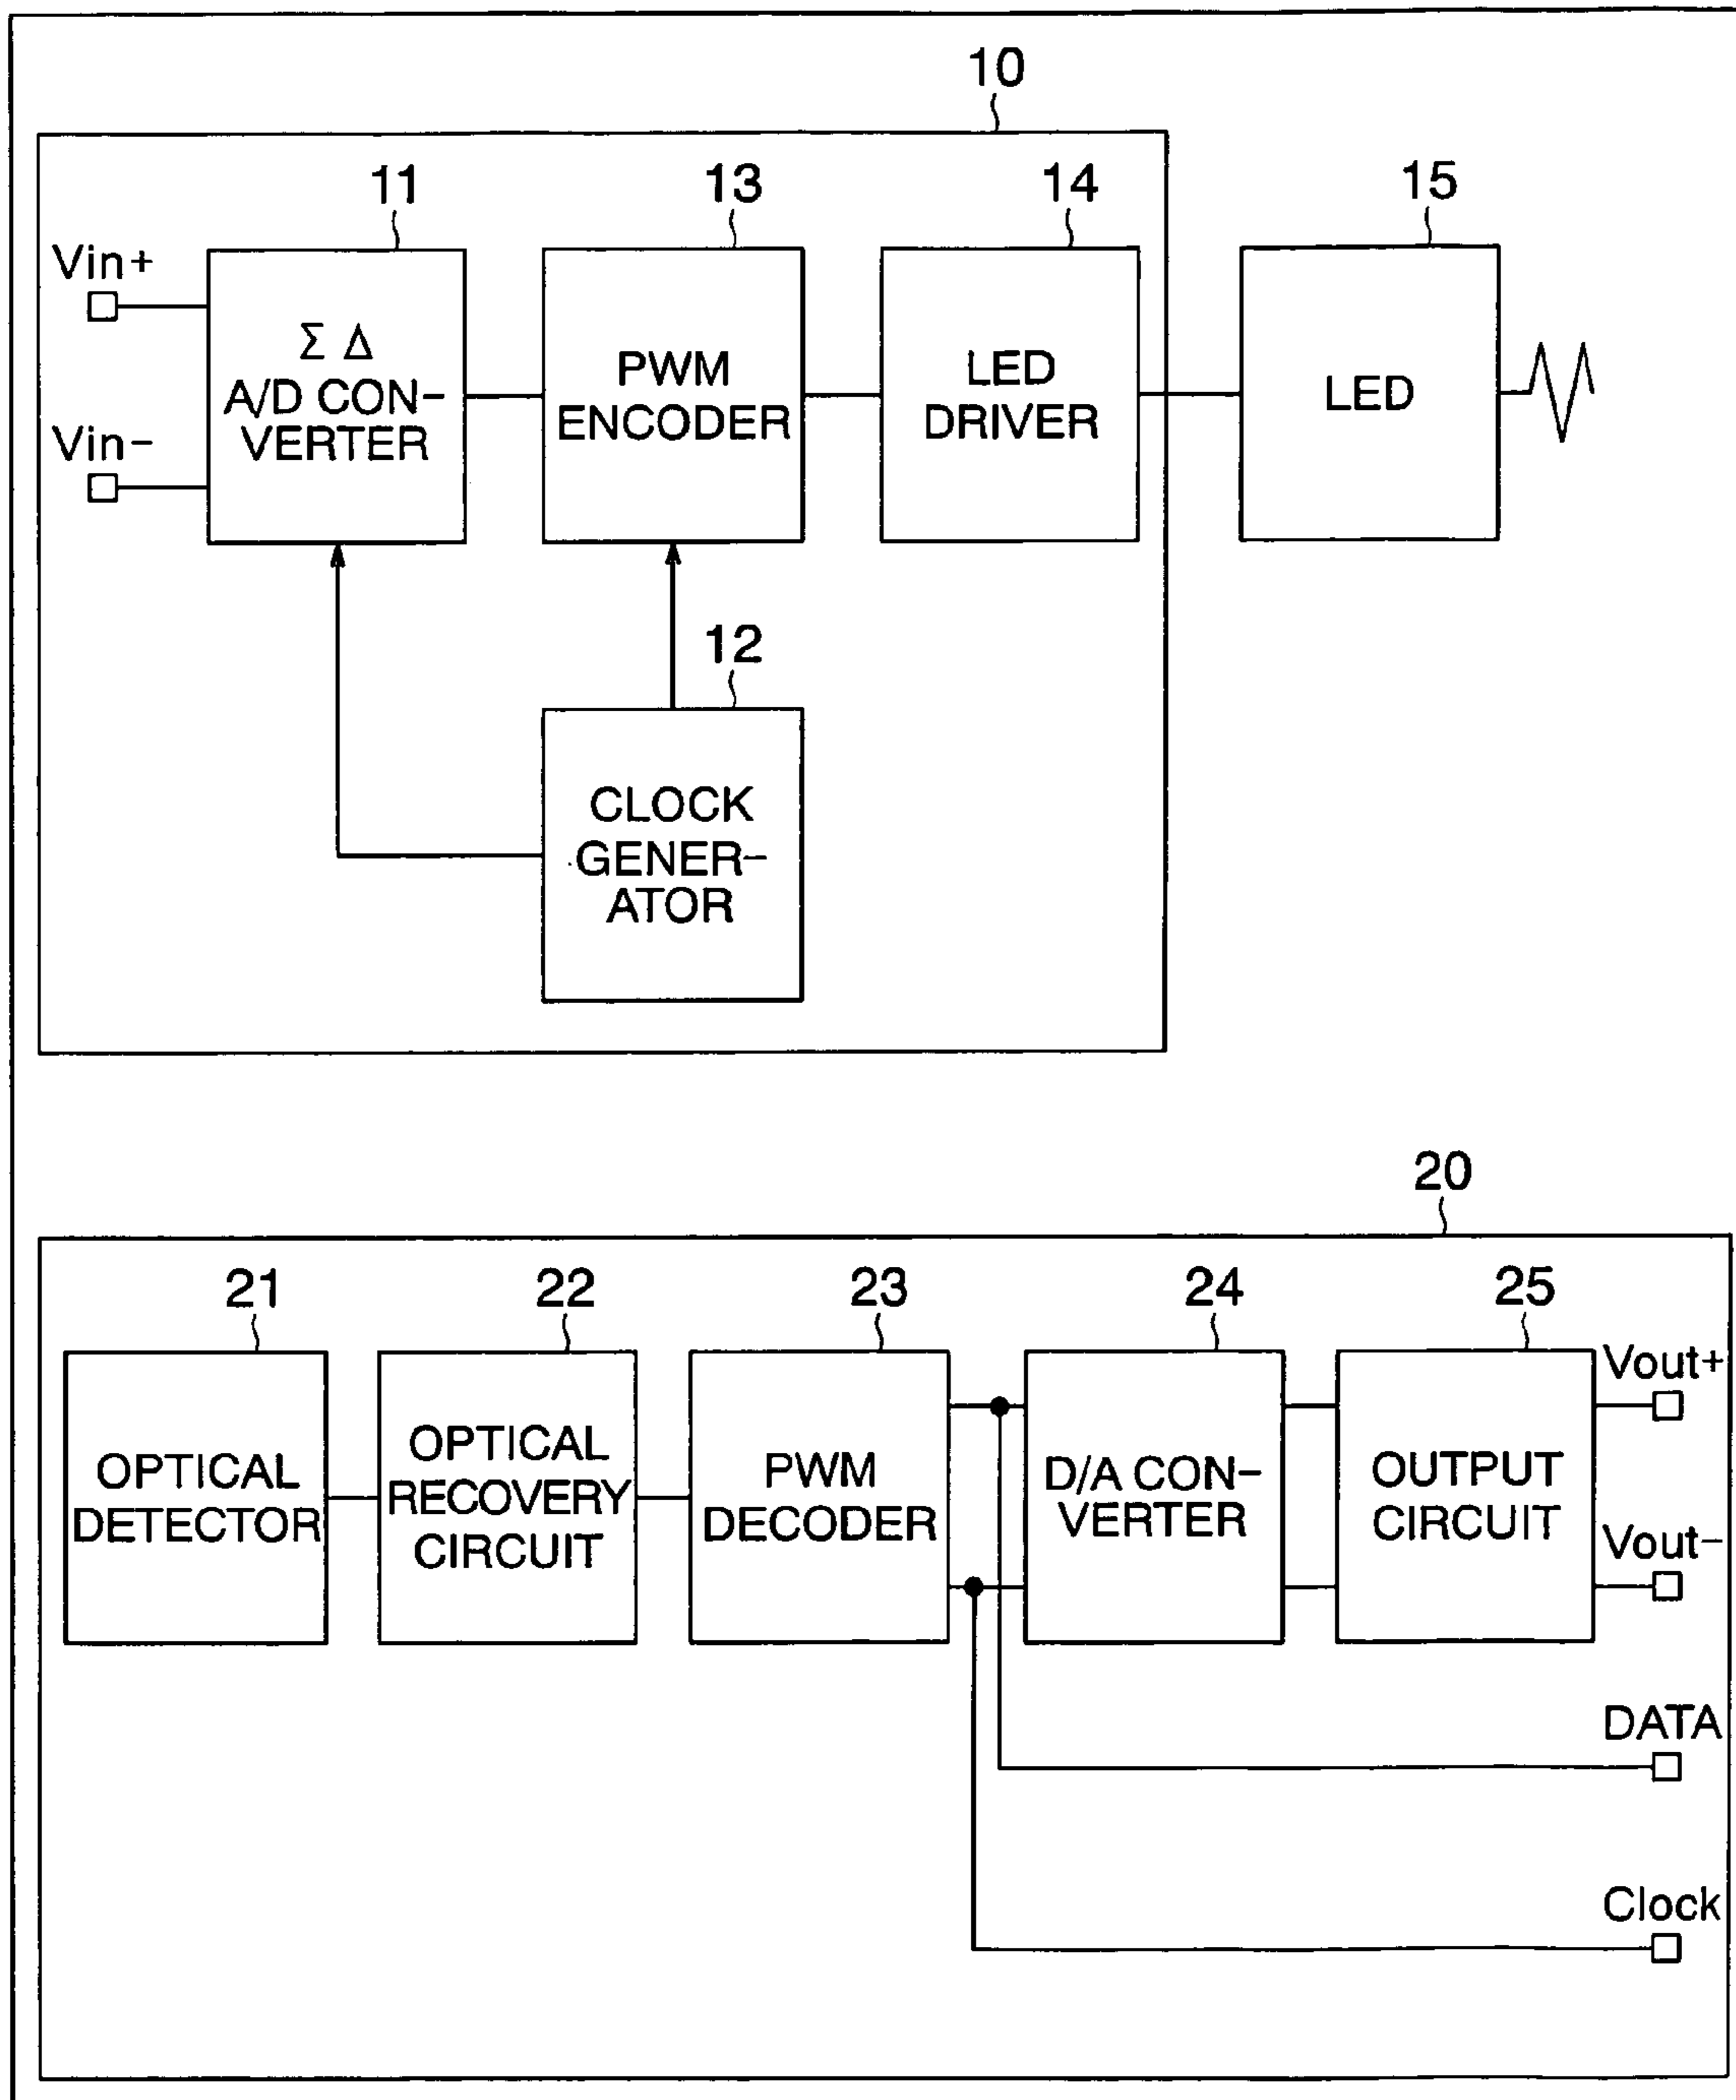 10
11
13
14
15
Vin+
Vin−
Σ Δ
A/D CON−
VERTER
PWM
ENCODER
LED
DRIVER
LED
12
CLOCK
GENER−
ATOR
20
21
22
23
24
25
OPTICAL
DETECTOR
OPTICAL
RECOVERY
CIRCUIT
PWM
DECODER
D/A CON−
VERTER
OUTPUT
CIRCUIT
Vout+
Vout−
DATA
Clock